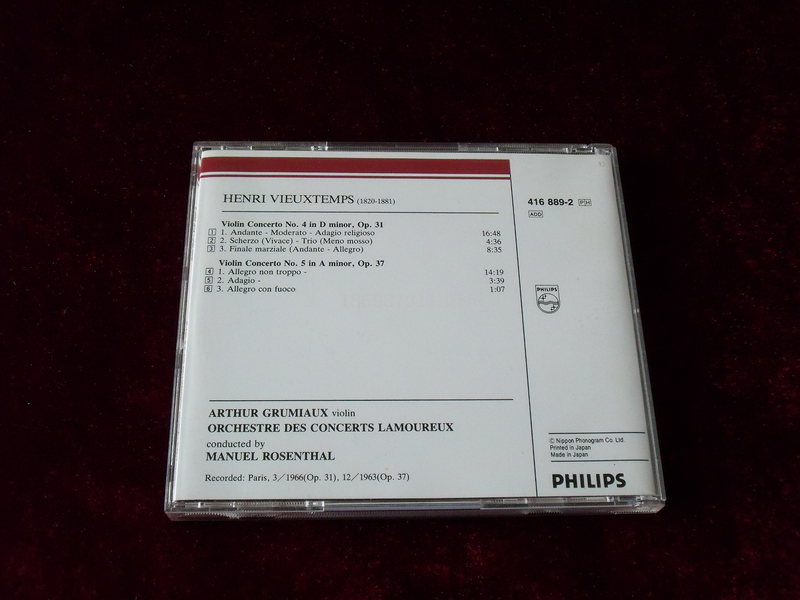 HENRI VIEUXTEMPS (1820-1881)
Violin Concerto No. 4 in D minor, Op. 31
1 1. Andante - Moderato - Adagio religioso 16:48
2 2. Scherzo (Vivace) - Trio (Meno mosso) 4:36
3 3. Finale marziale (Andante - Allegro) 8:35
Violin Concerto No. 5 in A minor, Op. 37
4 1. Allegro non troppo - 14:19
5 2. Adagio - 3:39
6 3. Allegro con fuoco 1:07
ARTHUR GRUMIAUX violin
ORCHESTRE DES CONCERTS LAMOUREUX
conducted by
MANUEL ROSENTHAL
Recorded: Paris, 3/1966(Op. 31), 12/1963(Op. 37)
416 889-2 PH
ADD
PHILIPS
© Nippon Phonogram Co. Ltd.
Printed in Japan
Made in Japan
PHILIPS